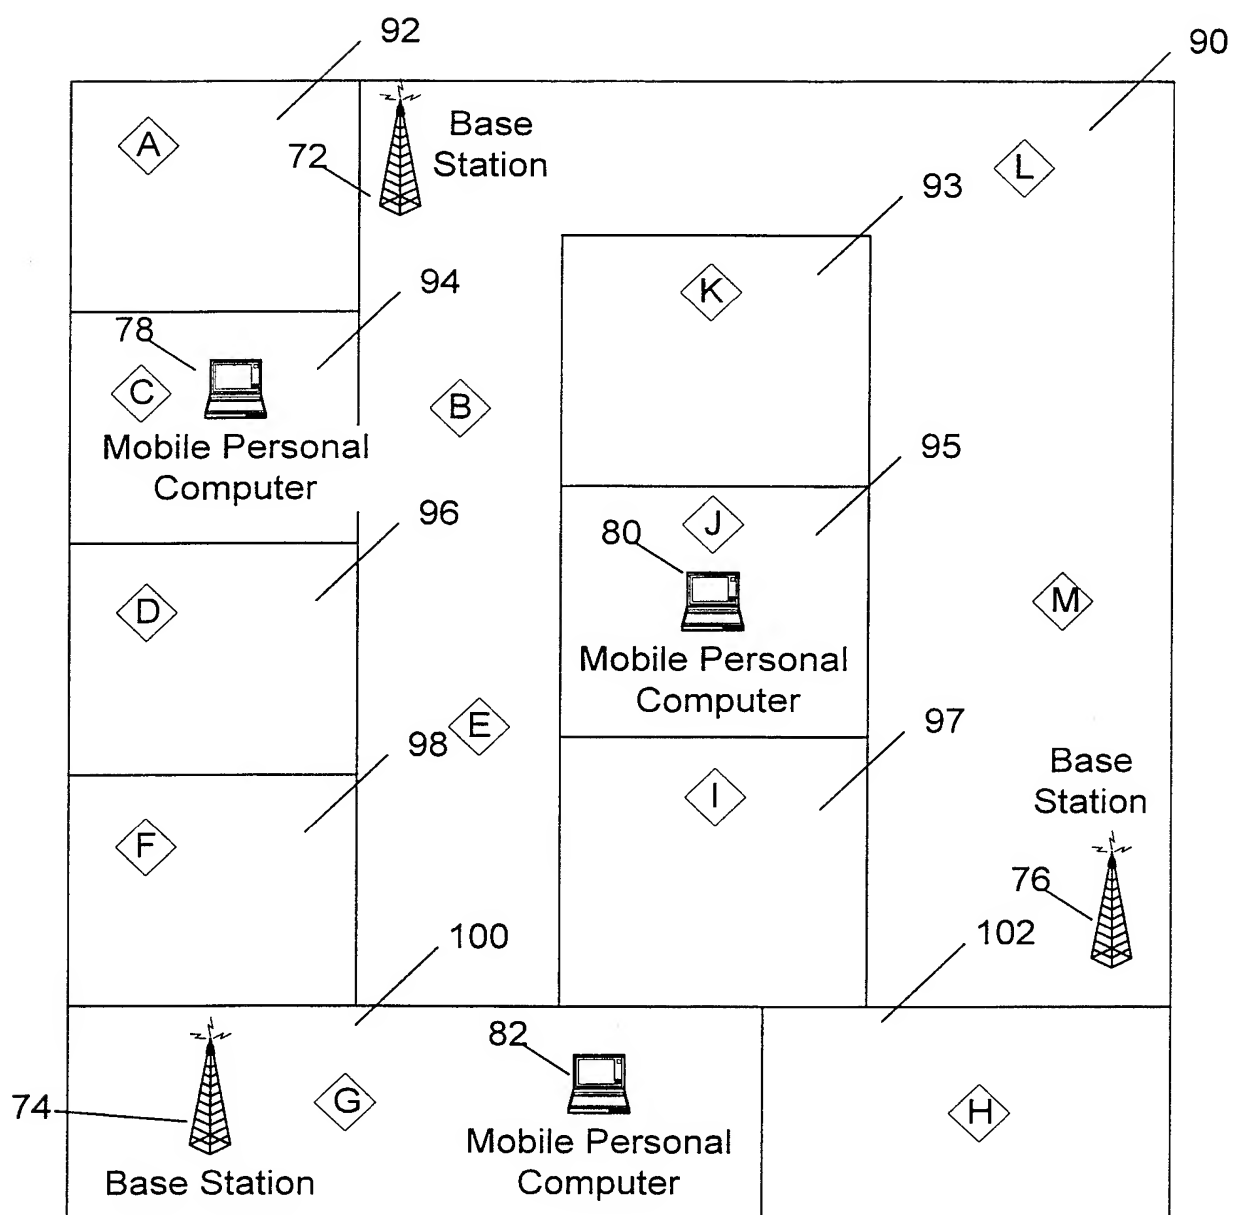 92
90
A
Base
Station
72
L
93
K
94
78
C
B
Mobile Personal
Computer
95
96
J
80
D
M
Mobile Personal
Computer
E
97
98
I
Base
Station
F
76
100
102
82
74
G
H
Mobile Personal
Computer
Base Station